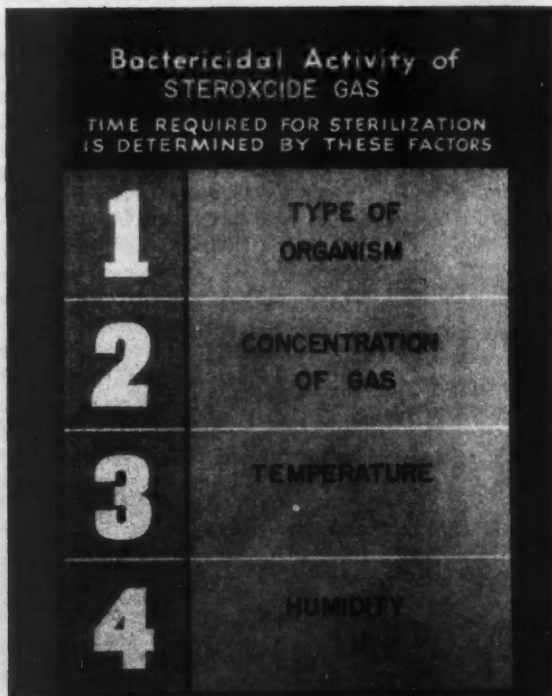 Bactericidal Activity of
STEROXCIDE GAS
TIME REQUIRED FOR STERILIZATION
IS DETERMINED BY THESE FACTORS
1
TYPE OF
ORGANISM
2
CONCENTRATION
OF GAS
3
TEMPERATURE
4
HUMIDITY